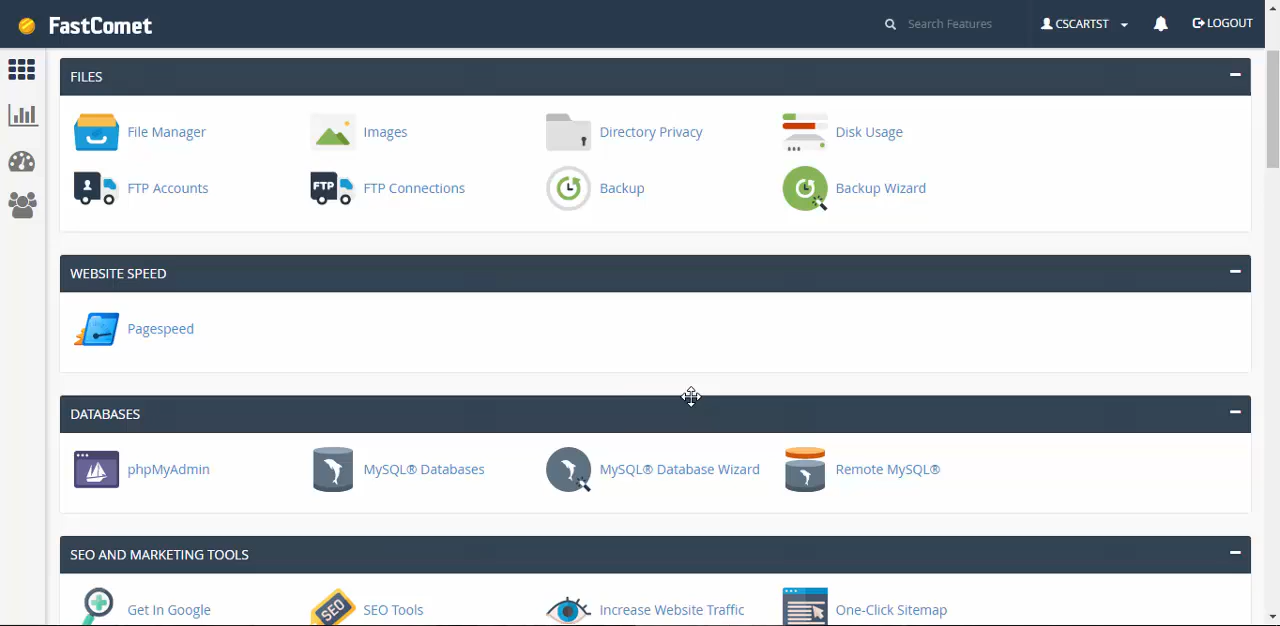 FastComet
Search Features
CSCARTST
LOGOUT
FILES
File Manager
Images
Directory Privacy
Disk Usage
FTP Accounts
FTP
FTP Connections
Backup
Backup Wizard
WEBSITE SPEED
Pagespeed
DATABASES
phpMyAdmin
MySQL® Databases
MySQL® Database Wizard
Remote MySQL®
SEO AND MARKETING TOOLS
Get In Google
SEO
SEO Tools
Increase Website Traffic
One-Click Sitemap